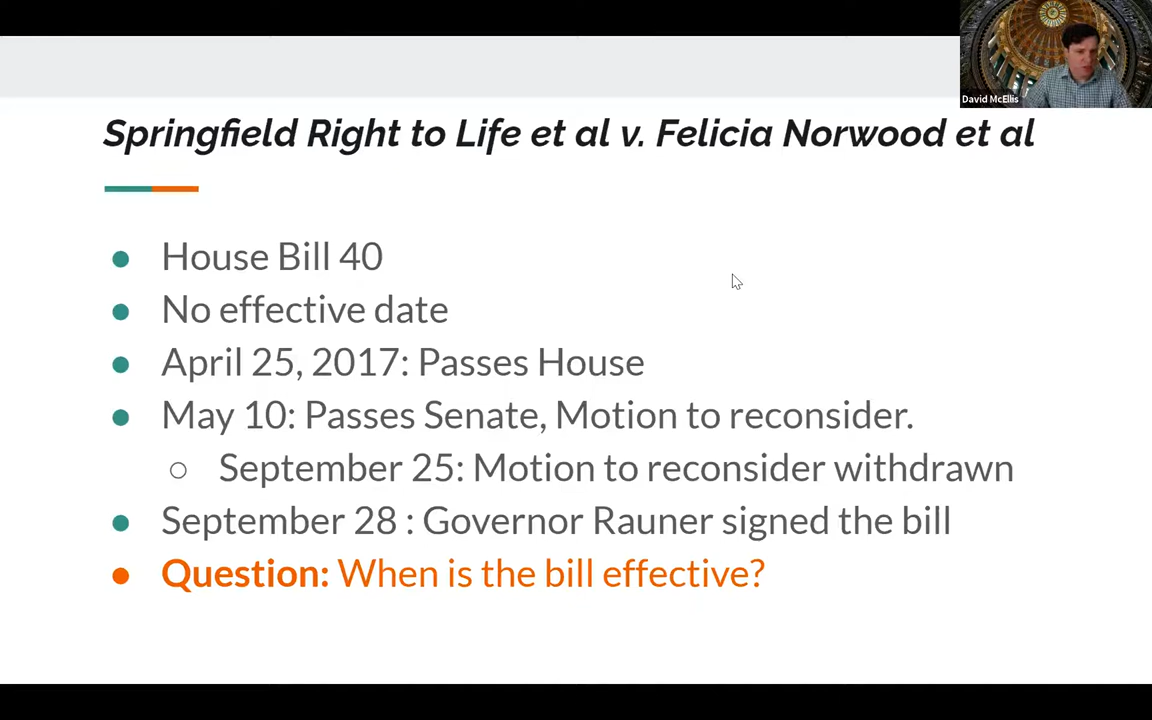 David McEllis
Springfield Right to Life et al v. Felicia Norwood et al
● House Bill 40
● No effective date
● April 25, 2017: Passes House
● May 10: Passes Senate, Motion to reconsider.
○ September 25: Motion to reconsider withdrawn
● September 28 : Governor Rauner signed the bill
● Question: When is the bill effective?